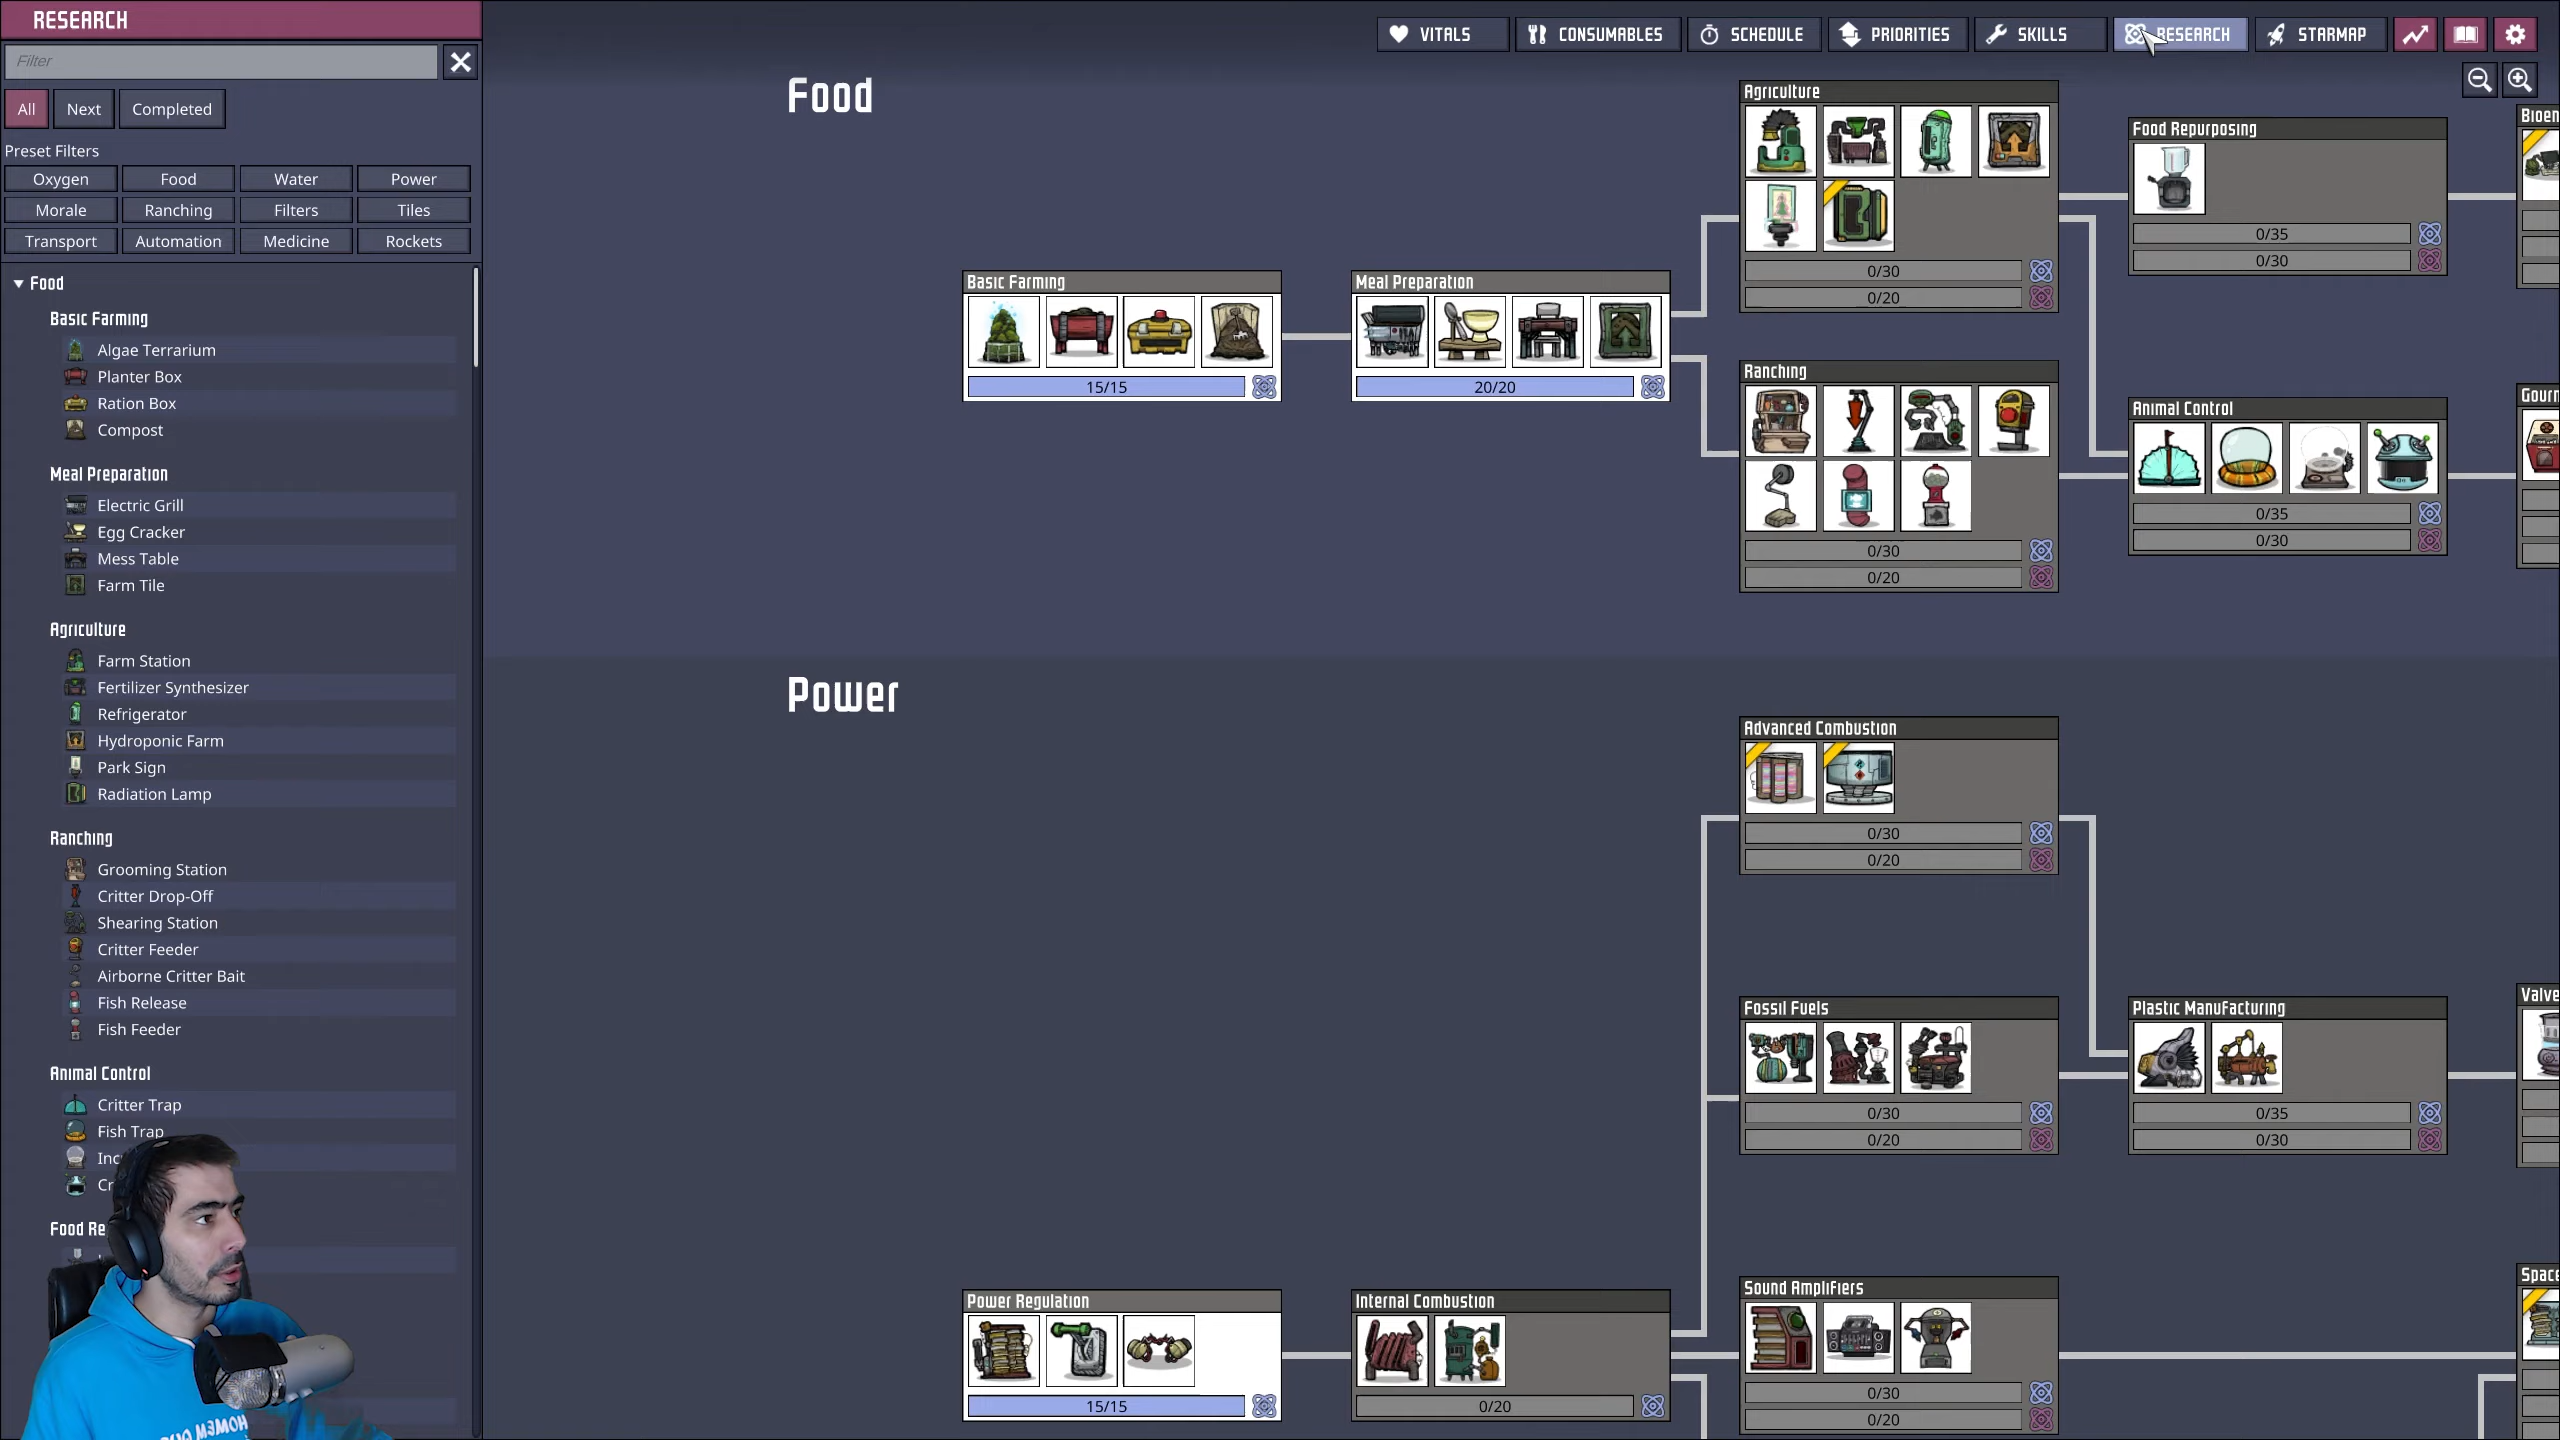 RESEARCH
VITALS
CONSUMABLES
SCHEDULE
PRIORITIES
SKILLS
RESEARCH
STARMAP
Filter
All
Next
Completed
Preset Filters
Oxygen
Food
Water
Power
Morale
Ranching
Filters
Tiles
Transport
Automation
Medicine
Rockets
Food
Basic Farming
Algae Terrarium
Planter Box
Ration Box
Compost
Meal Preparation
Electric Grill
Egg Cracker
Mess Table
Farm Tile
Agriculture
Farm Station
Fertilizer Synthesizer
Refrigerator
Hydroponic Farm
Park Sign
Radiation Lamp
Ranching
Grooming Station
Critter Drop-Off
Shearing Station
Critter Feeder
Airborne Critter Bait
Fish Release
Fish Feeder
Animal Control
Critter Trap
Fish Trap
Food
Basic Farming
15/15
Meal Preparation
20/20
Agriculture
0/30
0/20
Food Repurposing
0/35
0/30
Ranching
0/30
0/20
Animal Control
0/35
0/30
Power
Advanced Combustion
0/30
0/20
Fossil Fuels
0/30
0/20
Plastic Manufacturing
0/35
0/30
Power Regulation
15/15
Internal Combustion
0/20
Sound Amplifiers
0/30
0/20